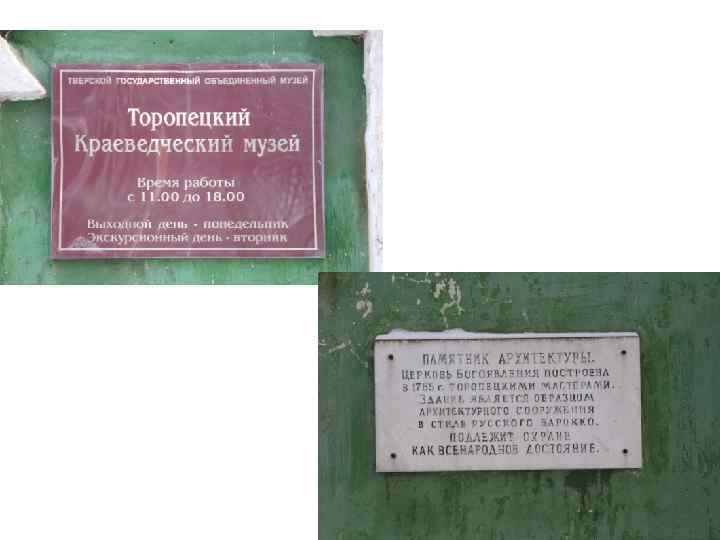 ТВЕРСКОЙ ГОСУДАРСТВЕННЫЙ ОБЪЕДИНЕННЫЙ МУЗЕЙ
Торопецкий
Краеведческий музей
Время работы
с 11.00 до 18.00
Выходной день - понедельник
Экскурсионный день - вторник
ПАМЯТНИК АРХИТЕКТУРЫ.
ЦЕРКОВЬ БОГОЯВЛЕНИЯ ПОСТРОЕНА
В 1765 г. ТОРОПЕЦКИМИ МАСТЕРАМИ.
ЗДАНИЕ ЯВЛЯЕТСЯ ОБРАЗЦОМ
АРХИТЕКТУРНОГО СООРУЖЕНИЯ
В СТИЛЕ РУССКОГО БАРОККО.
ПОДЛЕЖИТ ОХРАНЕ
КАК ВСЕНАРОДНОЕ ДОСТОЯНИЕ.